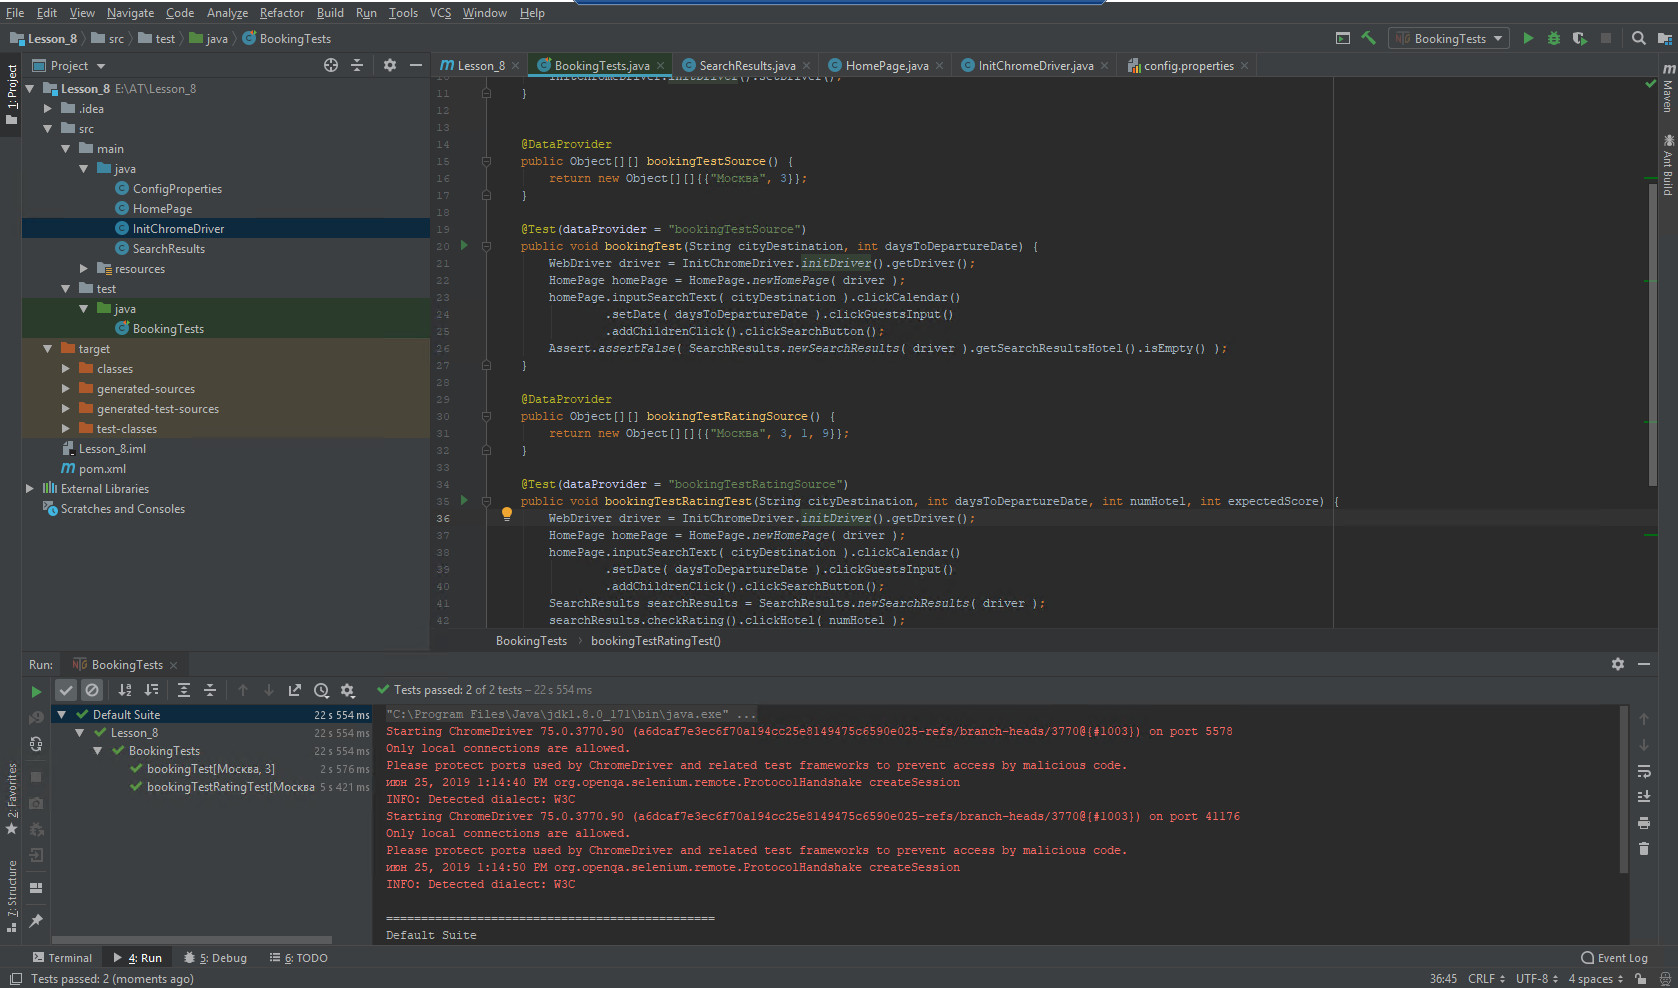 File Edit View Navigate Code Analyze Refactor Build Run Tools VCS Window Help
Lesson_8 src test java BookingTests
BookingTests
Project
Lesson_8 BookingTests.java SearchResults.java HomePage.java InitChromeDriver.java config.properties
1: Project
Lesson_8 E:\AT\Lesson_8
.idea
src
main
java
ConfigProperties
HomePage
InitChromeDriver
SearchResults
resources
test
java
BookingTests
target
classes
generated-sources
generated-test-sources
test-classes
Lesson_8.iml
pom.xml
External Libraries
Scratches and Consoles
10 InitChromeDriver.initDriver().setDriver();
11 }
12
13
14 @DataProvider
15 public Object[][] bookingTestSource() {
16 return new Object[][]{{"Москва", 3}};
17 }
18
19 @Test(dataProvider = "bookingTestSource")
20 public void bookingTest(String cityDestination, int daysToDepartureDate) {
21 WebDriver driver = InitChromeDriver.initDriver().getDriver();
22 HomePage homePage = HomePage.newHomePage( driver );
23 homePage.inputSearchText( cityDestination ).clickCalendar()
24 .setDate( daysToDepartureDate ).clickGuestsInput()
25 .addChildrenClick().clickSearchButton();
26 Assert.assertFalse( SearchResults.newSearchResults( driver ).getSearchResultsHotel().isEmpty() );
27 }
28
29 @DataProvider
30 public Object[][] bookingTestRatingSource() {
31 return new Object[][]{{"Москва", 3, 1, 9}};
32 }
33
34 @Test(dataProvider = "bookingTestRatingSource")
35 public void bookingTestRatingTest(String cityDestination, int daysToDepartureDate, int numHotel, int expectedScore) {
36 WebDriver driver = InitChromeDriver.initDriver().getDriver();
37 HomePage homePage = HomePage.newHomePage( driver );
38 homePage.inputSearchText( cityDestination ).clickCalendar()
39 .setDate( daysToDepartureDate ).clickGuestsInput()
40 .addChildrenClick().clickSearchButton();
41 SearchResults searchResults = SearchResults.newSearchResults( driver );
42 searchResults.checkRating().clickHotel( numHotel );
BookingTests bookingTestRatingTest()
Maven
Ant Build
Run: BookingTests
Tests passed: 2 of 2 tests – 22 s 554 ms
Default Suite 22 s 554 ms
Lesson_8 22 s 554 ms
BookingTests 22 s 554 ms
bookingTest[Москва, 3] 2 s 576 ms
bookingTestRatingTest[Москва 5 s 421 ms
"C:\Program Files\Java\jdk1.8.0_171\bin\java.exe" ...
Starting ChromeDriver 75.0.3770.90 (a6dcaf7e3ec6f70a194cc25e8149475c6590e025-refs/branch-heads/3770@{#1003}) on port 5578
Only local connections are allowed.
Please protect ports used by ChromeDriver and related test frameworks to prevent access by malicious code.
июн 25, 2019 1:14:40 PM org.openqa.selenium.remote.ProtocolHandshake createSession
INFO: Detected dialect: W3C
Starting ChromeDriver 75.0.3770.90 (a6dcaf7e3ec6f70a194cc25e8149475c6590e025-refs/branch-heads/3770@{#1003}) on port 41176
Only local connections are allowed.
Please protect ports used by ChromeDriver and related test frameworks to prevent access by malicious code.
июн 25, 2019 1:14:50 PM org.openqa.selenium.remote.ProtocolHandshake createSession
INFO: Detected dialect: W3C
===============================================
Default Suite
2: Favorites
7: Structure
Terminal 4: Run 5: Debug 6: TODO Event Log
Tests passed: 2 (moments ago) 36:45 CRLF UTF-8 4 spaces